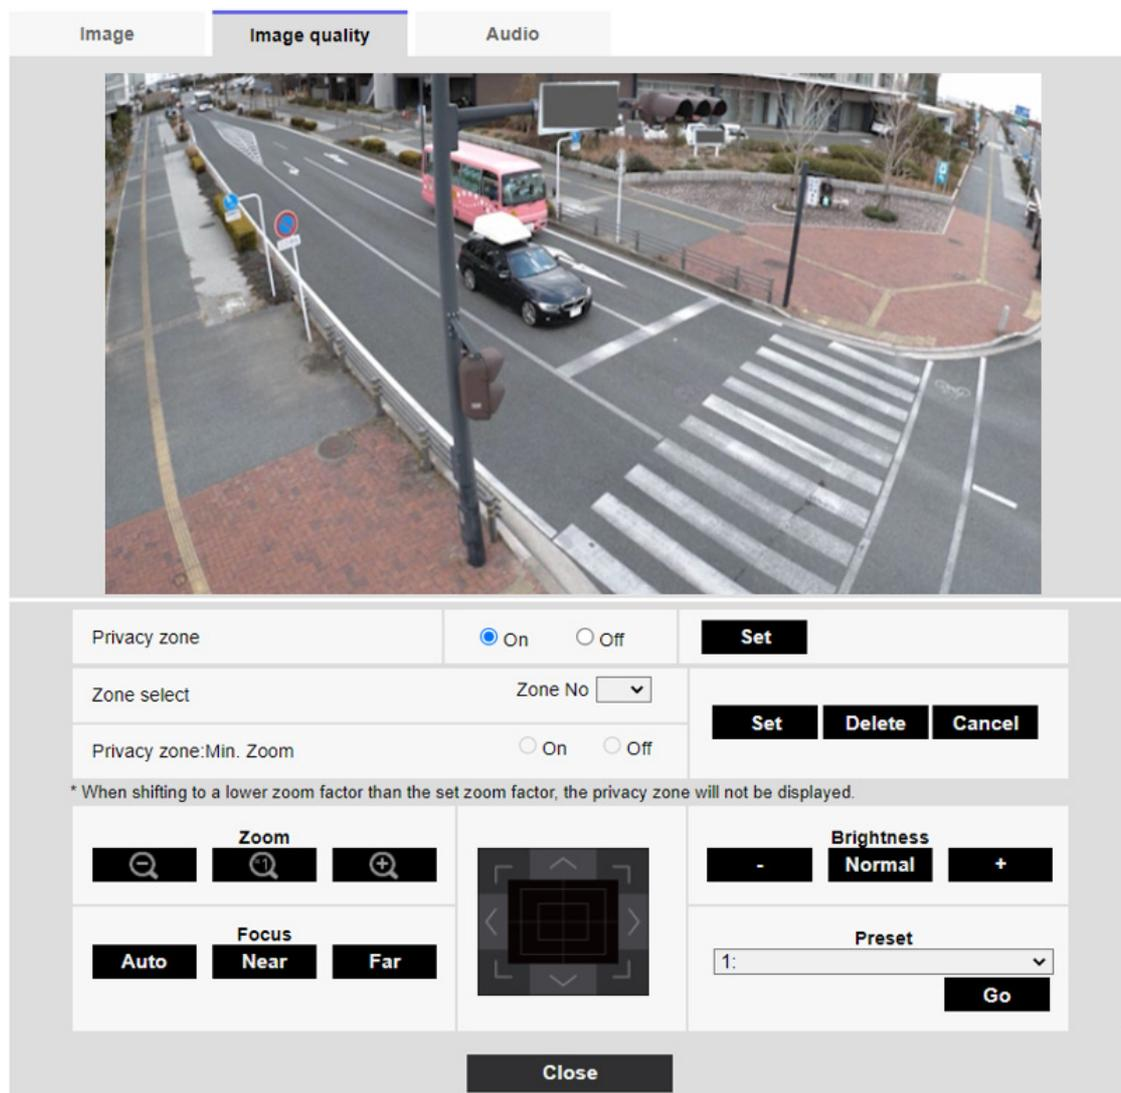 Image Image quality Audio
Privacy zone On Off Set
Zone select Zone No
Set Delete Cancel
Privacy zone:Min. Zoom On Off
* When shifting to a lower zoom factor than the set zoom factor, the privacy zone will not be displayed.
Zoom
Brightness
- Normal +
Focus
Auto Near Far
Preset
1:
Go
Close